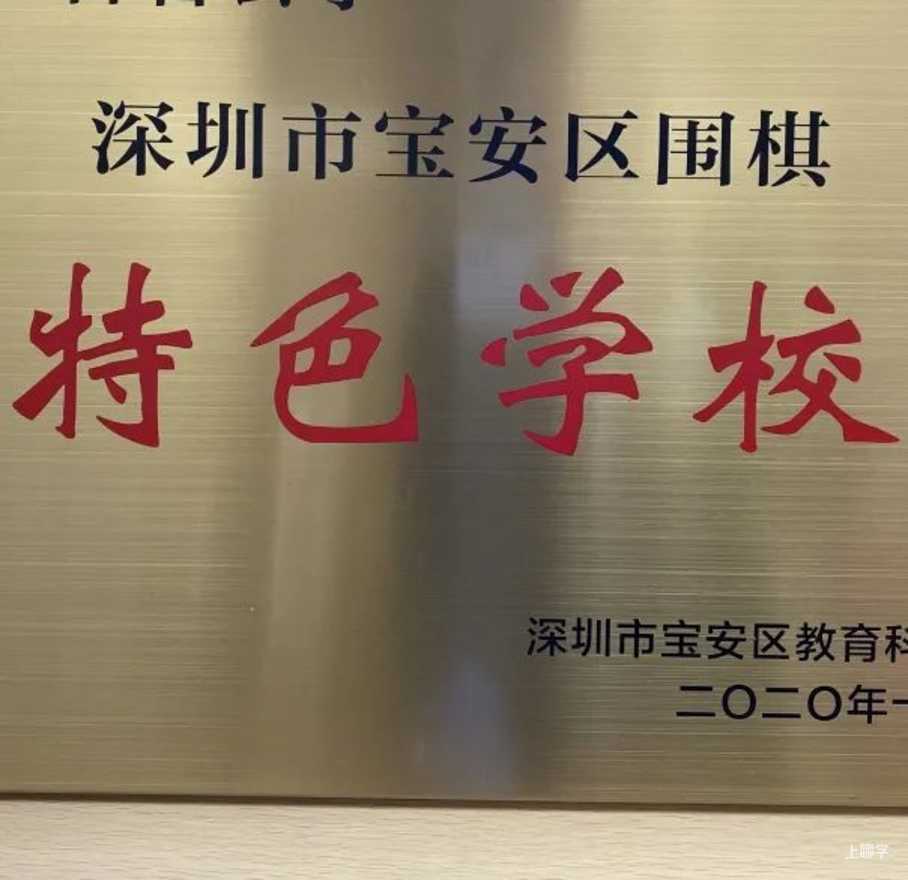 深圳市宝安区围棋
特色学校
深圳市宝安区教育科
二〇二〇年
上哪学